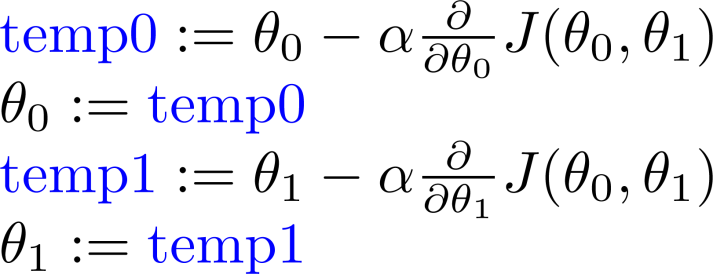 temp0 := θ₀ − α ∂/∂θ₀ J(θ₀, θ₁)
θ₀ := temp0
temp1 := θ₁ − α ∂/∂θ₁ J(θ₀, θ₁)
θ₁ := temp1